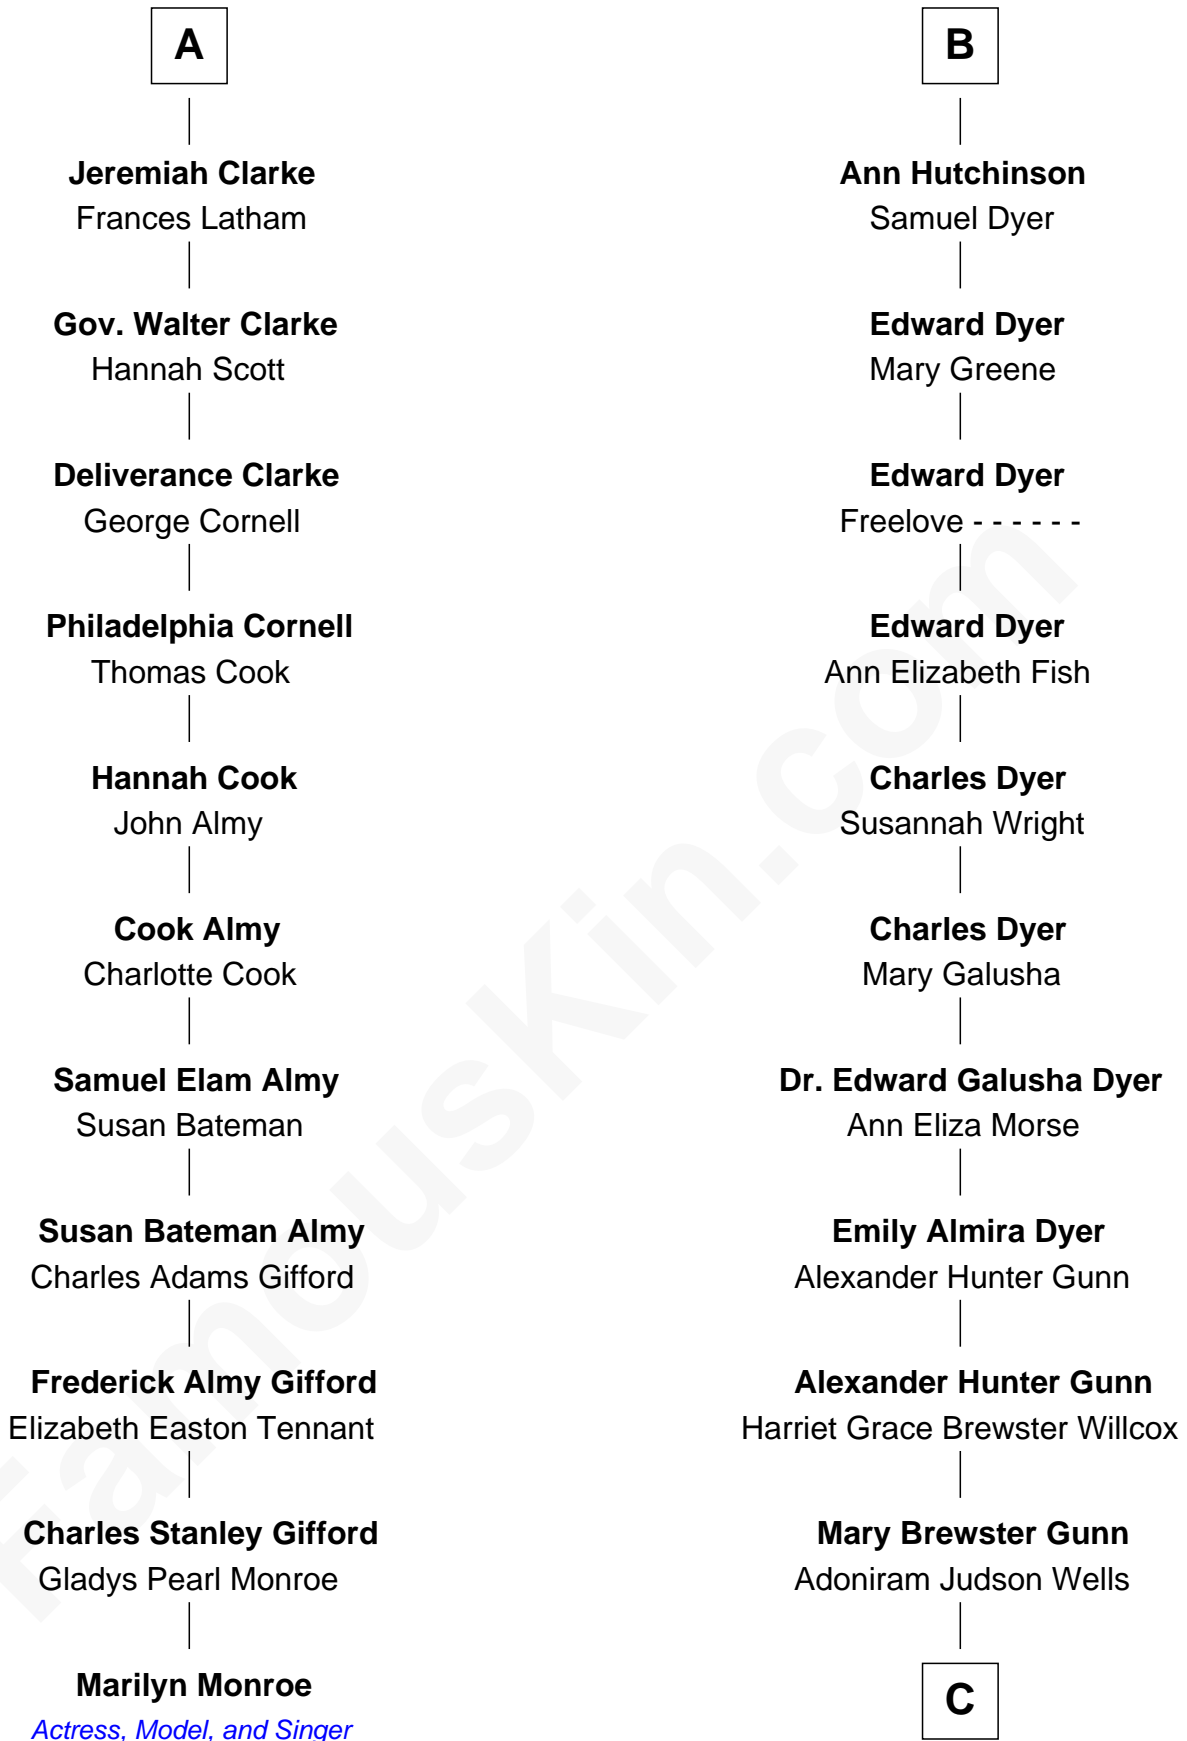 A
Jeremiah Clarke
Frances Latham
Gov. Walter Clarke
Hannah Scott
Deliverance Clarke
George Cornell
Philadelphia Cornell
Thomas Cook
Hannah Cook
John Almy
Cook Almy
Charlotte Cook
Samuel Elam Almy
Susan Bateman
Susan Bateman Almy
Charles Adams Gifford
Frederick Almy Gifford
Elizabeth Easton Tennant
Charles Stanley Gifford
Gladys Pearl Monroe
Marilyn Monroe
Actress, Model, and Singer
B
Ann Hutchinson
Samuel Dyer
Edward Dyer
Mary Greene
Edward Dyer
Freelove - - - - - -
Edward Dyer
Ann Elizabeth Fish
Charles Dyer
Susannah Wright
Charles Dyer
Mary Galusha
Dr. Edward Galusha Dyer
Ann Eliza Morse
Emily Almira Dyer
Alexander Hunter Gunn
Alexander Hunter Gunn
Harriet Grace Brewster Willcox
Mary Brewster Gunn
Adoniram Judson Wells
C
FamousKin.com